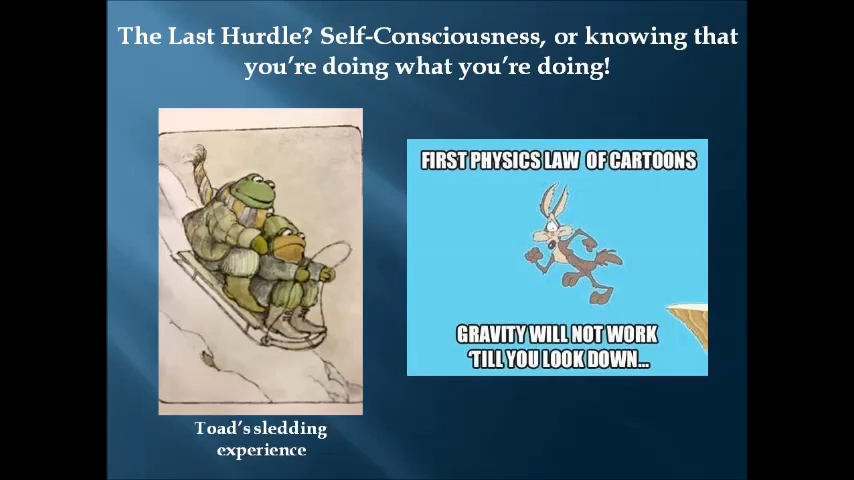 The Last Hurdle? Self-Consciousness, or knowing that
you're doing what you're doing!
FIRST PHYSICS LAW OF CARTOONS
GRAVITY WILL NOT WORK
'TILL YOU LOOK DOWN...
Toad's sledding
experience